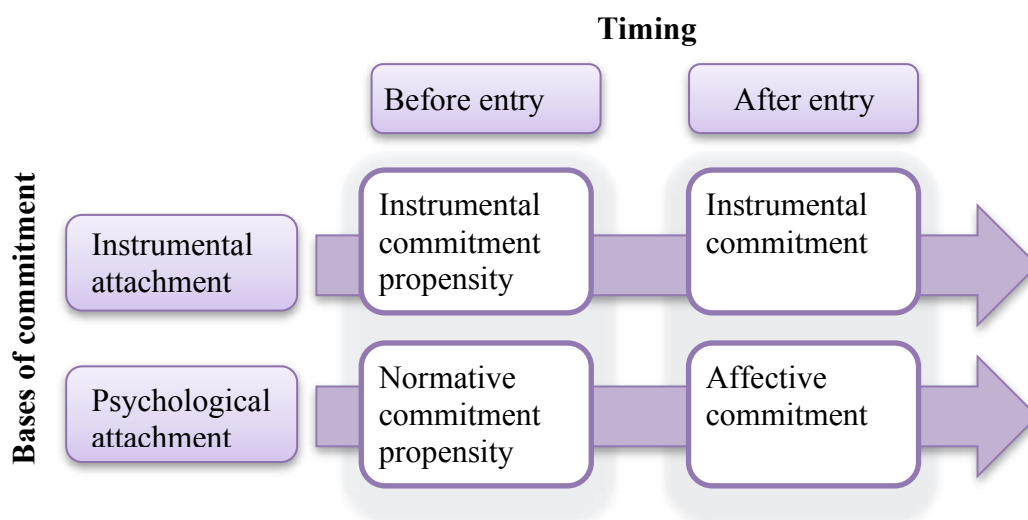 Timing
Before entry
After entry
Bases of commitment
Instrumental
attachment
Instrumental
commitment
propensity
Instrumental
commitment
Psychological
attachment
Normative
commitment
propensity
Affective
commitment